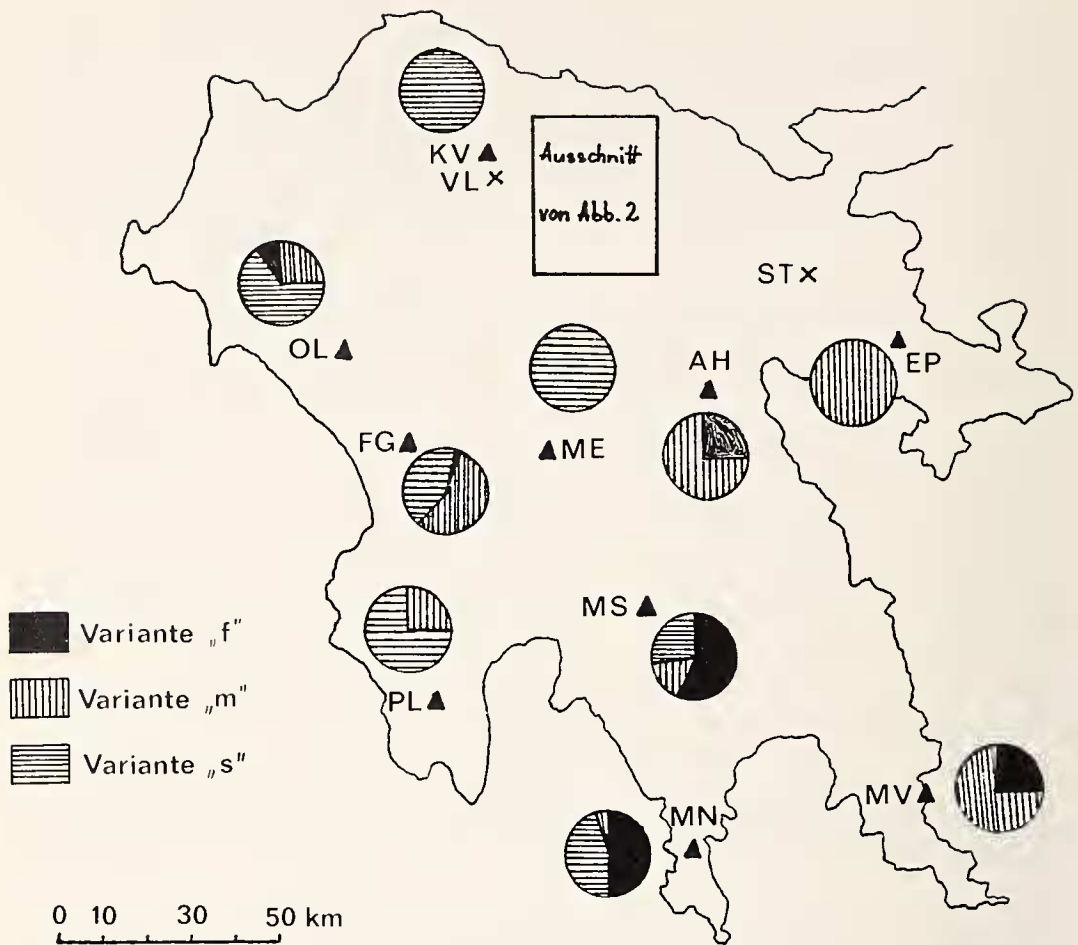 KV
VL
Ausschnitt
von Abb. 2
ST
OL
AH
EP
FG
ME
MS
Variante „f"
Variante „m"
PL
Variante „s"
MV
MN
0 10 30 50 km